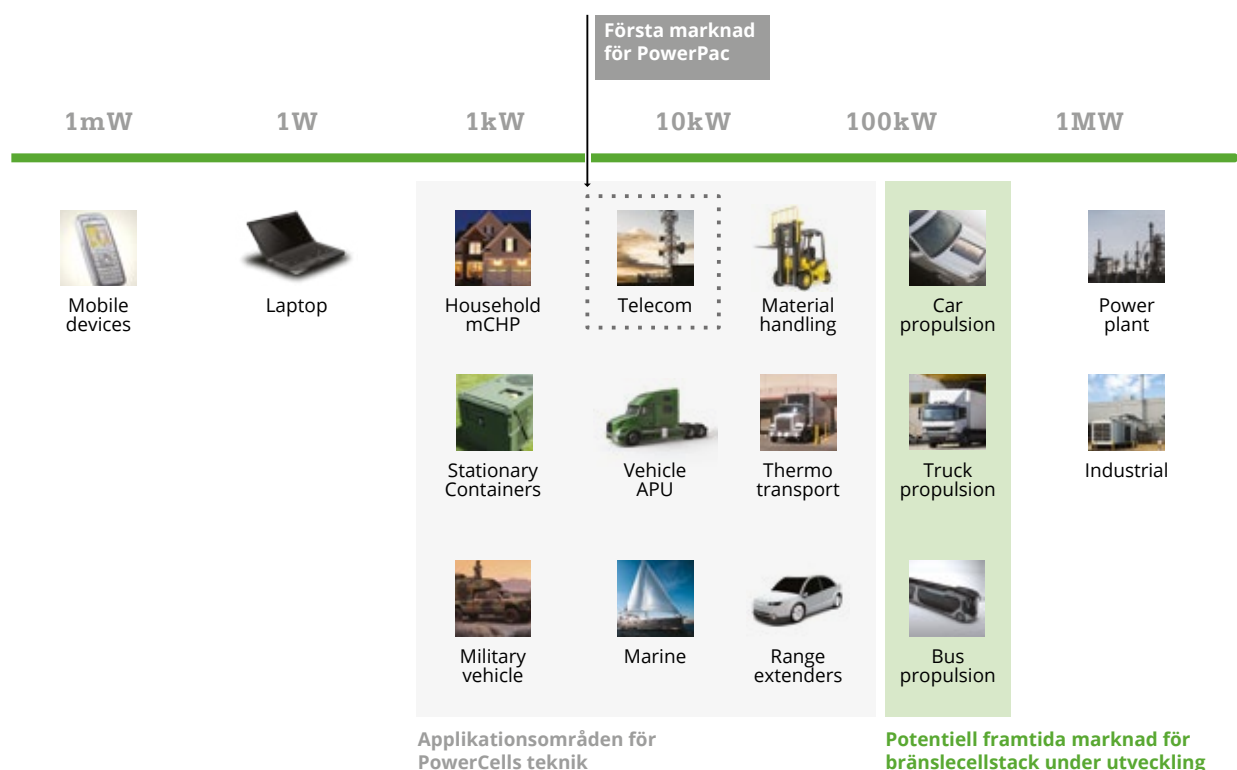 Första marknad
för PowerPac
1mW
1W
1kW
10kW
100kW
1MW
Mobile
devices
Laptop
Household
mCHP
Telecom
Material
handling
Car
propulsion
Power
plant
Stationary
Containers
Vehicle
APU
Thermo
transport
Truck
propulsion
Industrial
Military
vehicle
Marine
Range
extenders
Bus
propulsion
Applikationsområden för
PowerCells teknik
Potentiell framtida marknad för
bränslecellstack under utveckling